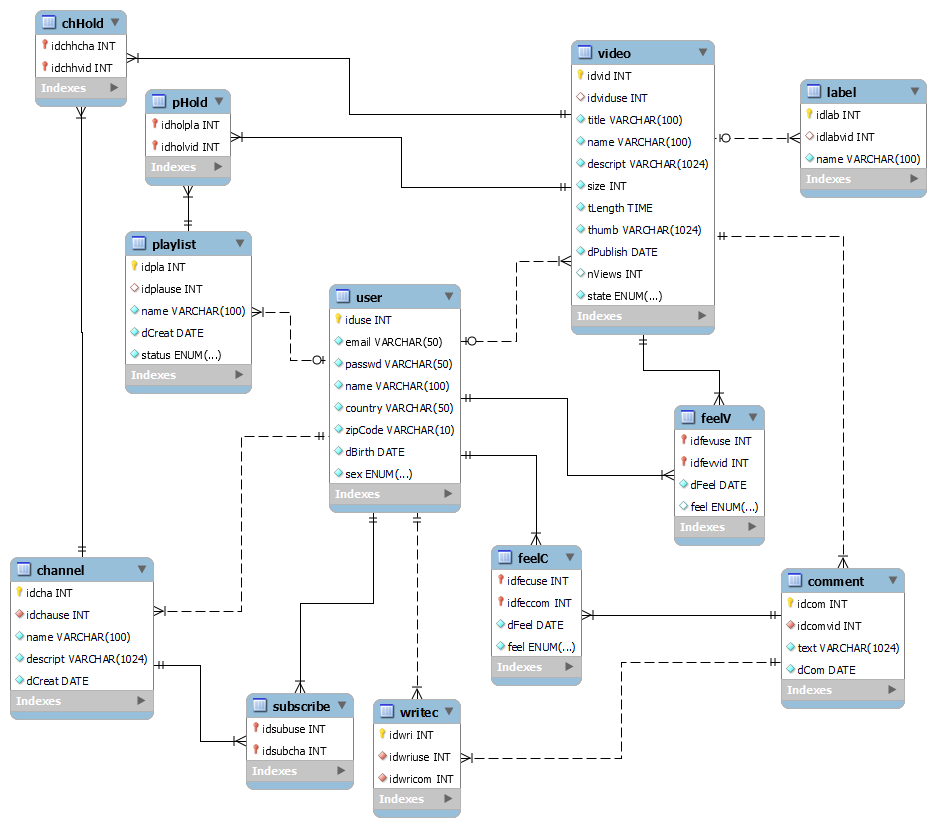 chHold
idchhcha INT
idchhvid INT
Indexes
pHold
idholpla INT
idholvid INT
Indexes
video
idvid INT
idviduse INT
title VARCHAR(100)
name VARCHAR(100)
descript VARCHAR(1024)
size INT
tLength TIME
thumb VARCHAR(1024)
dPublish DATE
nViews INT
state ENUM(...)
Indexes
label
idlab INT
idlabvid INT
name VARCHAR(100)
Indexes
playlist
idpla INT
idplause INT
name VARCHAR(100)
dCreat DATE
status ENUM(...)
Indexes
user
iduse INT
email VARCHAR(50)
passwd VARCHAR(50)
name VARCHAR(100)
country VARCHAR(50)
zipCode VARCHAR(10)
dBirth DATE
sex ENUM(...)
Indexes
feelV
idfevuse INT
idfevvid INT
dFeel DATE
feel ENUM(...)
Indexes
channel
idcha INT
idchause INT
name VARCHAR(100)
descript VARCHAR(1024)
dCreat DATE
Indexes
feelC
idfecuse INT
idfeccom INT
dFeel DATE
feel ENUM(...)
Indexes
comment
idcom INT
idcomvid INT
text VARCHAR(1024)
dCom DATE
Indexes
subscribe
idsubuse INT
idsubcha INT
Indexes
writec
idwri INT
idwriuse INT
idwricom INT
Indexes